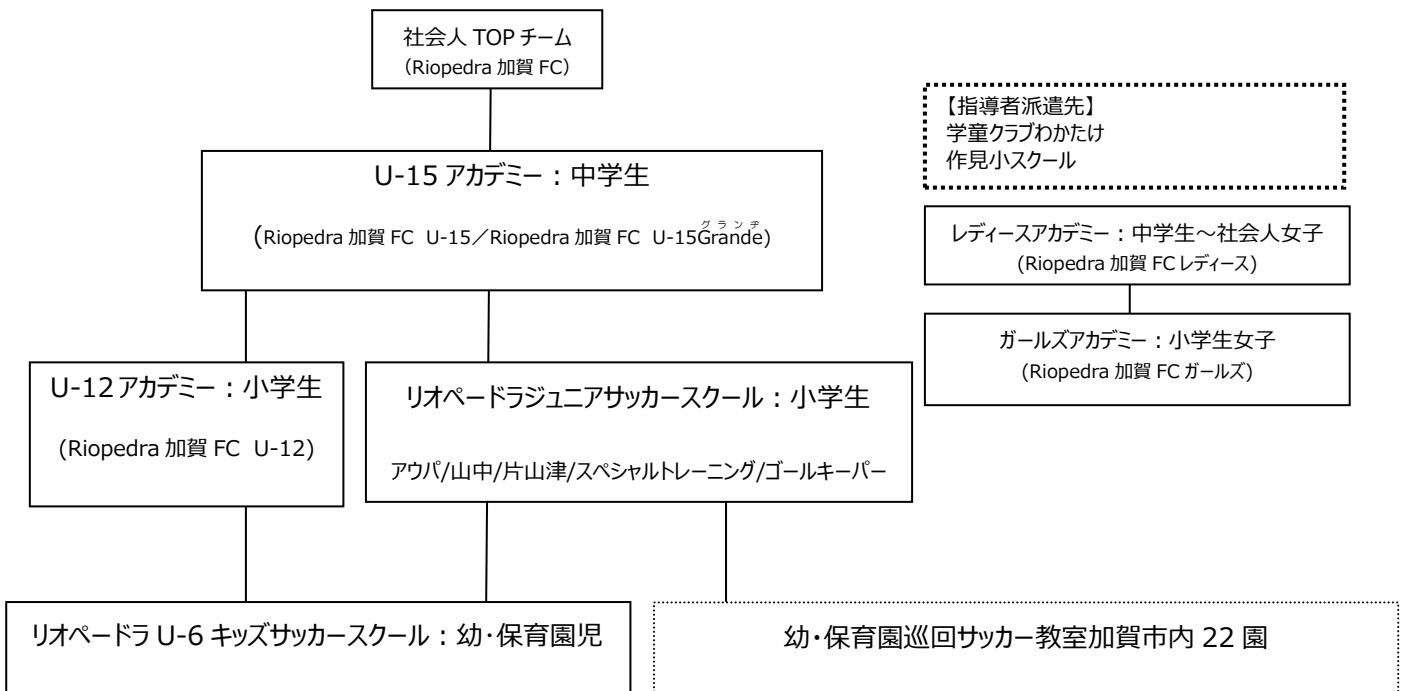 社会人 TOP チーム
（Riopedra 加賀 FC）
【指導者派遣先】
学童クラブわかたけ
作見小スクール
U-15 アカデミー：中学生
グランヂ
(Riopedra 加賀 FC U-15／Riopedra 加賀 FC U-15Grande)
レディースアカデミー：中学生～社会人女子
(Riopedra 加賀 FC レディース)
ガールズアカデミー：小学生女子
(Riopedra 加賀 FC ガールズ)
U-12 アカデミー：小学生
(Riopedra 加賀 FC U-12)
リオペードラジュニアサッカースクール：小学生
アウパ/山中/片山津/スペシャルトレーニング/ゴールキーパー
リオペードラ U-6 キッズサッカースクール：幼・保育園児
幼・保育園巡回サッカー教室加賀市内 22 園